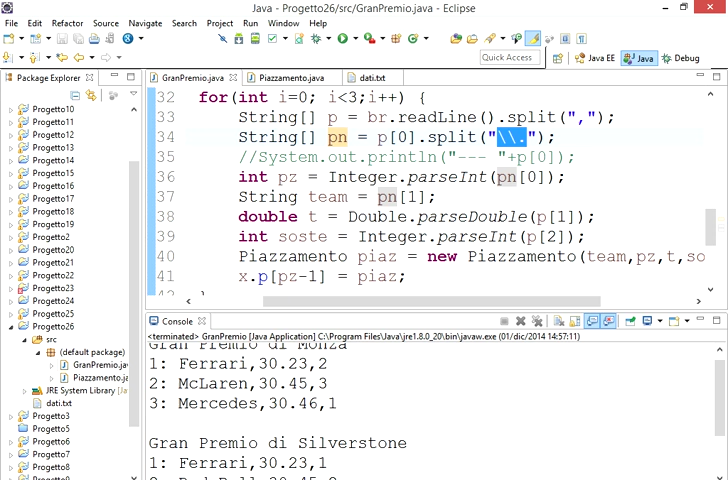 Java - Progetto26/src/GranPremio.java - Eclipse
File Edit Source Refactor Navigate Search Project Run Window Help
Quick Access
Java EE
Java
Debug
Package Explorer
Progetto10
Progetto11
Progetto12
Progetto13
Progetto14
Progetto15
Progetto16
Progetto17
Progetto18
Progetto19
Progetto2
Progetto20
Progetto21
Progetto22
Progetto23
Progetto24
Progetto25
Progetto26
src
(default package)
GranPremio.java
Piazzamento.ja
JRE System Library [Ja
dati.txt
Progetto3
Progetto5
Progetto6
Progetto7
Progetto8
GranPremio.java
Piazzamento.java
dati.txt
32 for(int i=0; i<3;i++) {
33 String[] p = br.readLine().split(",");
34 String[] pn = p[0].split("\\.");
35 //System.out.println("--- "+p[0]);
36 int pz = Integer.parseInt(pn[0]);
37 String team = pn[1];
38 double t = Double.parseDouble(p[1]);
39 int soste = Integer.parseInt(p[2]);
40 Piazzamento piaz = new Piazzamento(team,pz,t,so
41 x.p[pz-1] = piaz;
Console
<terminated> GranPremio [Java Application] C:\Program Files\Java\jre1.8.0_20\bin\javaw.exe (01/dic/2014 14:57:11)
Gran Premio di Monza
1: Ferrari,30.23,2
2: McLaren,30.45,3
3: Mercedes,30.46,1
Gran Premio di Silverstone
1: Ferrari,30.23,1